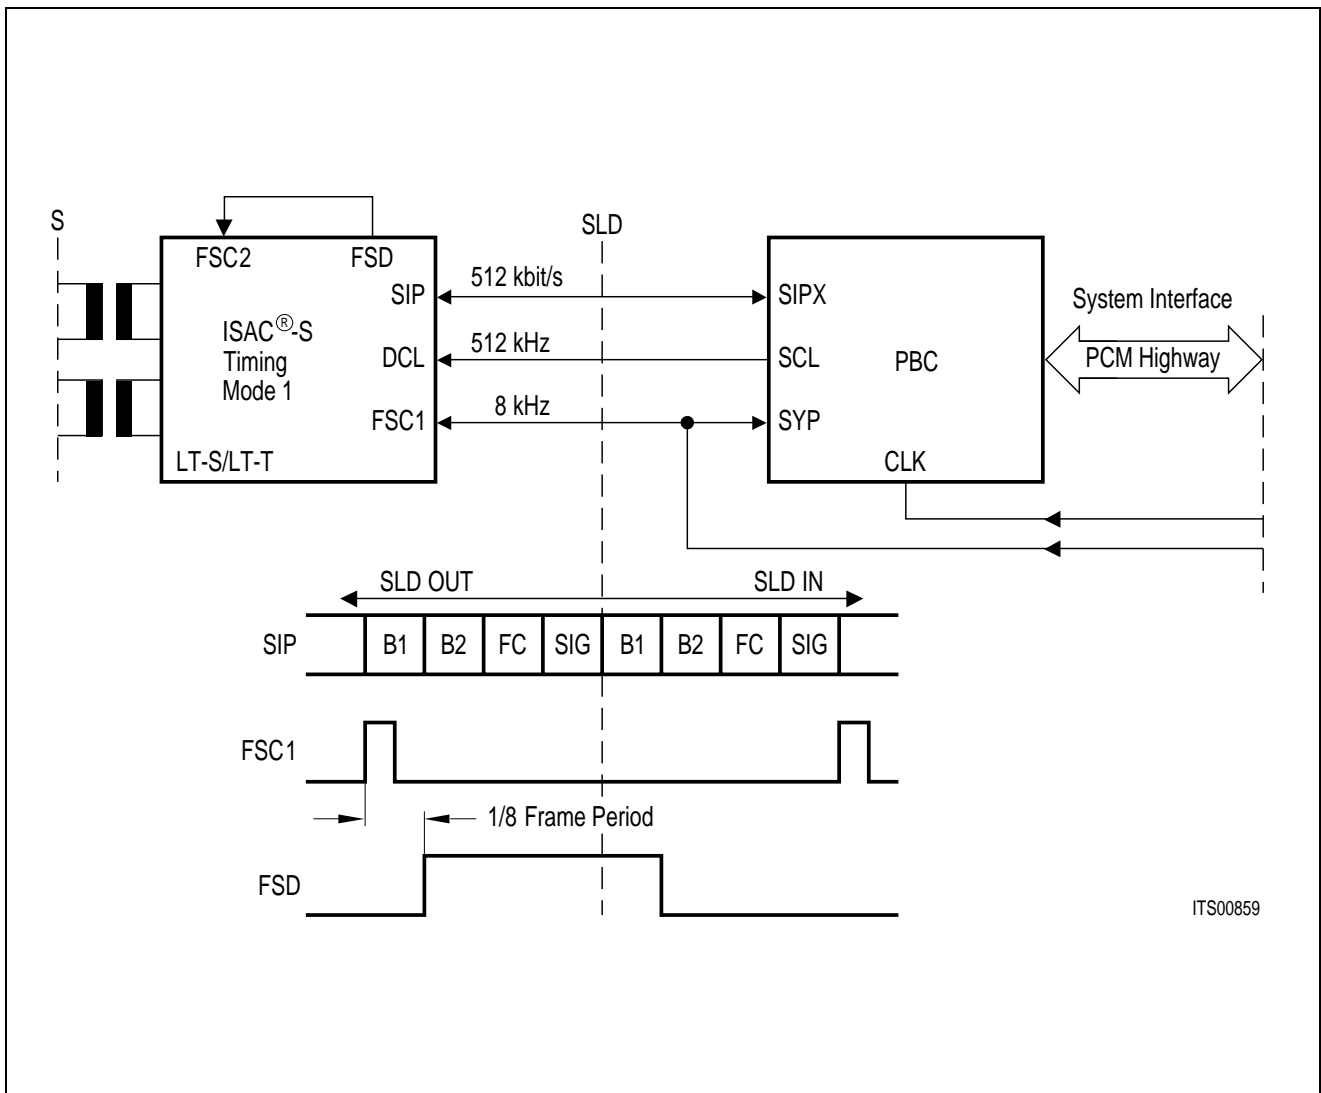 S
SLD
FSC2
FSD
SIP
512 kbit/s
SIPX
System Interface
ISAC®-S
Timing
Mode 1
DCL
512 kHz
SCL
PBC
PCM Highway
FSC1
8 kHz
SYP
LT-S/LT-T
CLK
SLD OUT
SLD IN
SIP
B1 B2 FC SIG B1 B2 FC SIG
FSC1
1/8 Frame Period
FSD
ITS00859